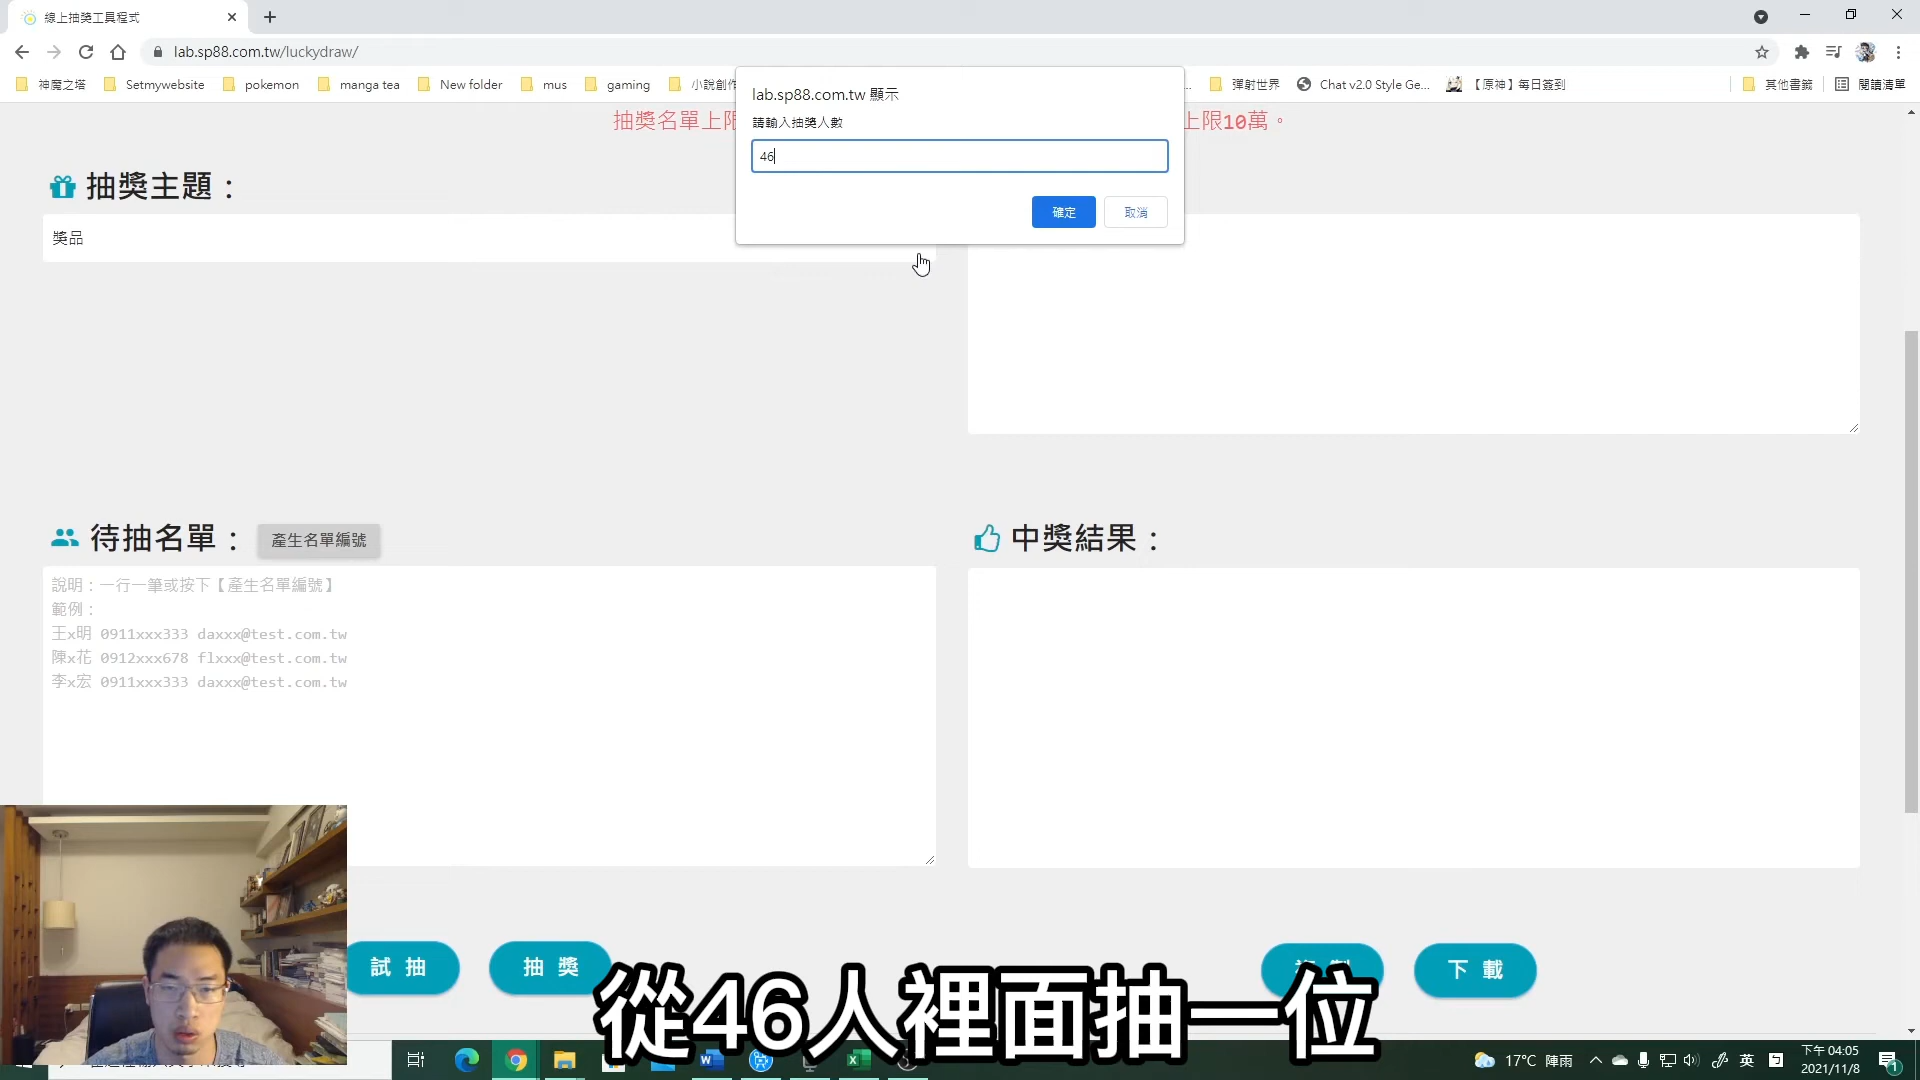 線上抽獎工具程式
lab.sp88.com.tw/luckydraw/
神魔之塔
Setmywebsite
pokemon
manga tea
New folder
mus
gaming
小說創作
彈射世界
Chat v2.0 Style Ge...
【原神】每日簽到
其他書籤
閱讀清單
lab.sp88.com.tw 顯示
請輸入抽獎人數
46
確定
取消
抽獎名單上限
上限10萬。
抽獎主題：
獎品
待抽名單：
產生名單編號
中獎結果：
說明：一行一筆或按下【產生名單編號】
範例：
王x明 0911xxx333 daxxx@test.com.tw
陳x花 0912xxx678 flxxx@test.com.tw
李x宏 0911xxx333 daxxx@test.com.tw
試 抽
抽 獎
下 載
從46人裡面抽一位
17°C 陣雨
英
下午 04:05
2021/11/8
1